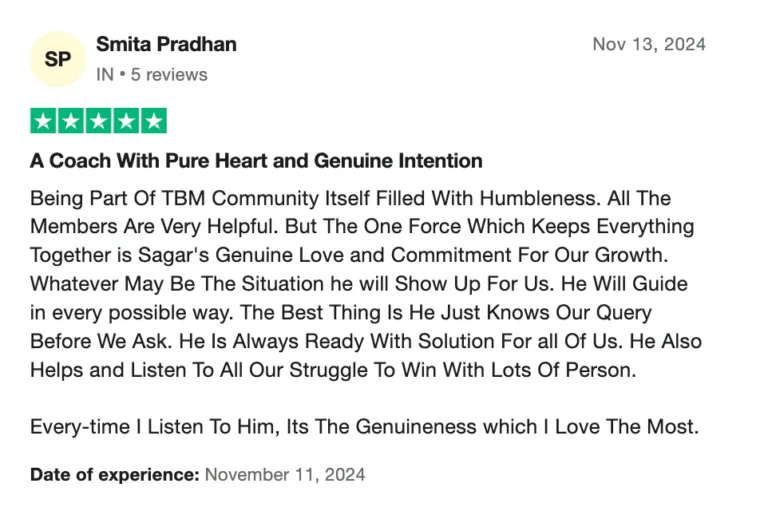 SP
Smita Pradhan
Nov 13, 2024
IN • 5 reviews
A Coach With Pure Heart and Genuine Intention
Being Part Of TBM Community Itself Filled With Humbleness. All The
Members Are Very Helpful. But The One Force Which Keeps Everything
Together is Sagar's Genuine Love and Commitment For Our Growth.
Whatever May Be The Situation he will Show Up For Us. He Will Guide
in every possible way. The Best Thing Is He Just Knows Our Query
Before We Ask. He Is Always Ready With Solution For all Of Us. He Also
Helps and Listen To All Our Struggle To Win With Lots Of Person.
Every-time I Listen To Him, Its The Genuineness which I Love The Most.
Date of experience: November 11, 2024